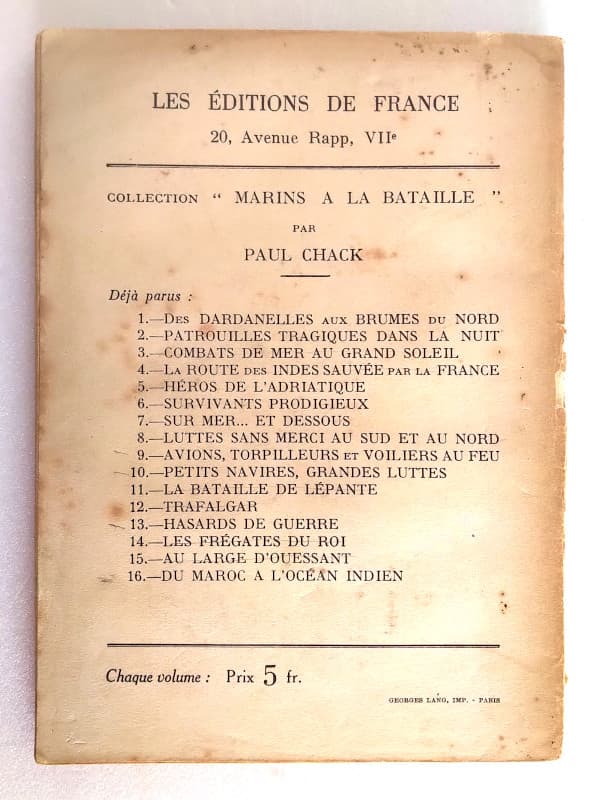 LES ÉDITIONS DE FRANCE
20, Avenue Rapp, VIIe
COLLECTION “ MARINS A LA BATAILLE ”
PAR
PAUL CHACK
Déjà parus :
1.—DES DARDANELLES AUX BRUMES DU NORD
2.—PATROUILLES TRAGIQUES DANS LA NUIT
3.—COMBATS DE MER AU GRAND SOLEIL
4.—LA ROUTE DES INDES SAUVÉE PAR LA FRANCE
5.—HÉROS DE L'ADRIATIQUE
6.—SURVIVANTS PRODIGIEUX
7.—SUR MER... ET DESSOUS
8.—LUTTES SANS MERCI AU SUD ET AU NORD
9.—AVIONS, TORPILLEURS ET VOILIERS AU FEU
10.—PETITS NAVIRES, GRANDES LUTTES
11.—LA BATAILLE DE LÉPANTE
12.—TRAFALGAR
13.—HASARDS DE GUERRE
14.—LES FRÉGATES DU ROI
15.—AU LARGE D'OUESSANT
16.—DU MAROC A L'OCÉAN INDIEN
Chaque volume : Prix 5 fr.
GEORGES LANG, IMP. - PARIS